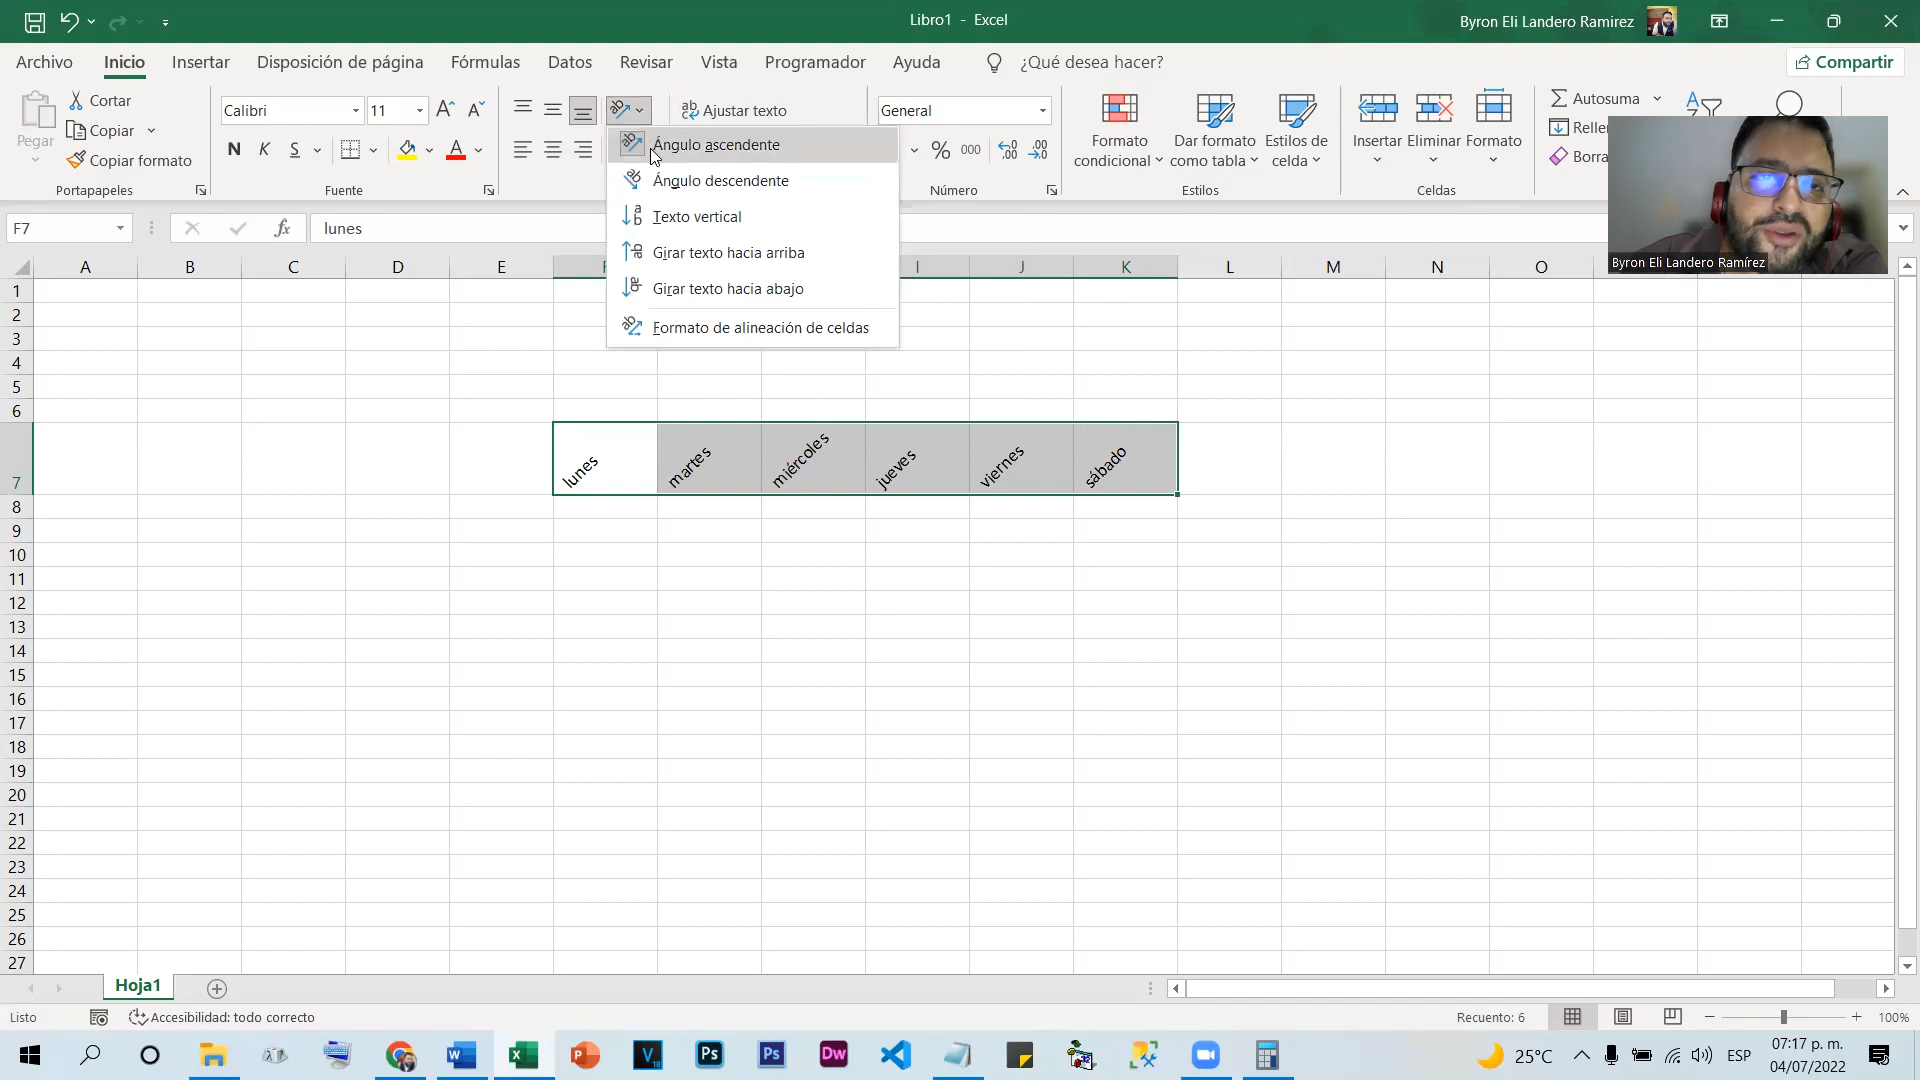 Libro1 - Excel
Byron Eli Landero Ramirez
Archivo Inicio Insertar Disposición de página Fórmulas Datos Revisar Vista Programador Ayuda ¿Qué desea hacer? Compartir
Pegar
Cortar
Copiar
Copiar formato
Portapapeles
Calibri 11
N K S A
Fuente
Ajustar texto
General
% 000
Número
Formato condicional
Dar formato como tabla
Estilos de celda
Estilos
Insertar Eliminar Formato
Celdas
Autosuma
Relle
Borra
Byron Eli Landero Ramírez
Ángulo ascendente
Ángulo descendente
Texto vertical
Girar texto hacia arriba
Girar texto hacia abajo
Formato de alineación de celdas
F7 fx lunes
A B C D E F I J K L M N O
1
2
3
4
5
6
7 lunes martes miércoles jueves viernes sábado
8
9
10
11
12
13
14
15
16
17
18
19
20
21
22
23
24
25
26
27
Hoja1
Listo Accesibilidad: todo correcto Recuento: 6 100%
25°C ESP 07:17 p. m.
04/07/2022